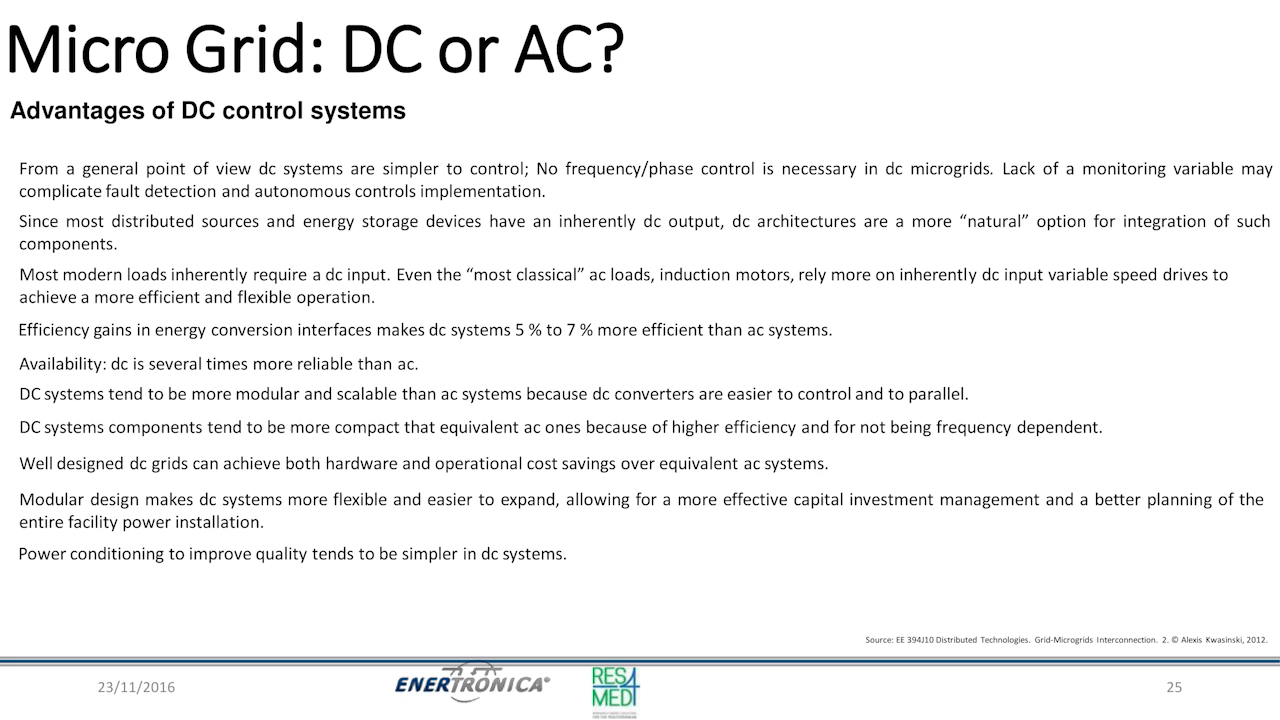 Micro Grid: DC or AC?
Advantages of DC control systems
From a general point of view dc systems are simpler to control; No frequency/phase control is necessary in dc microgrids. Lack of a monitoring variable may
complicate fault detection and autonomous controls implementation.
Since most distributed sources and energy storage devices have an inherently dc output, dc architectures are a more “natural” option for integration of such
components.
Most modern loads inherently require a dc input. Even the “most classical” ac loads, induction motors, rely more on inherently dc input variable speed drives to
achieve a more efficient and flexible operation.
Efficiency gains in energy conversion interfaces makes dc systems 5 % to 7 % more efficient than ac systems.
Availability: dc is several times more reliable than ac.
DC systems tend to be more modular and scalable than ac systems because dc converters are easier to control and to parallel.
DC systems components tend to be more compact that equivalent ac ones because of higher efficiency and for not being frequency dependent.
Well designed dc grids can achieve both hardware and operational cost savings over equivalent ac systems.
Modular design makes dc systems more flexible and easier to expand, allowing for a more effective capital investment management and a better planning of the
entire facility power installation.
Power conditioning to improve quality tends to be simpler in dc systems.
Source: EE 394J10 Distributed Technologies. Grid-Microgrids Interconnection. 2. © Alexis Kwasinski, 2012.
23/11/2016
ENERTRONICA®
RES4
MED
25